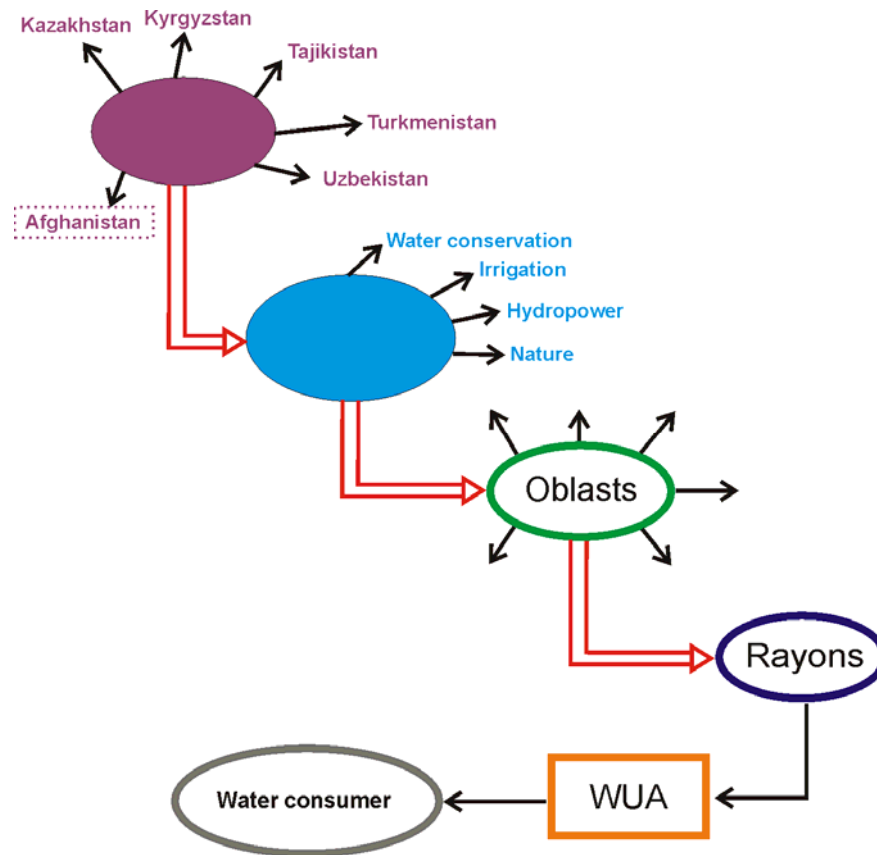 Kazakhstan
Kyrgyzstan
Tajikistan
Turkmenistan
Uzbekistan
Afghanistan
Water conservation
Irrigation
Hydropower
Nature
Oblasts
Rayons
WUA
Water consumer